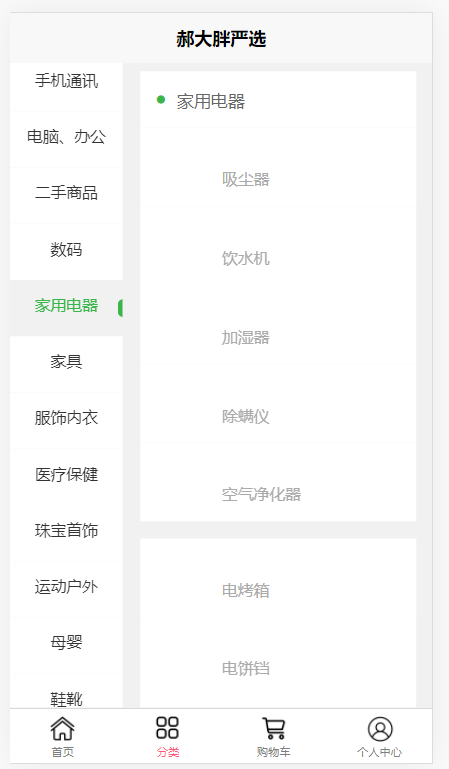 郝大胖严选
手机通讯
电脑、办公
二手商品
数码
家用电器
家具
服饰内衣
医疗保健
珠宝首饰
运动户外
母婴
鞋靴
家用电器
吸尘器
饮水机
加湿器
除螨仪
空气净化器
电烤箱
电饼铛
首页
分类
购物车
个人中心